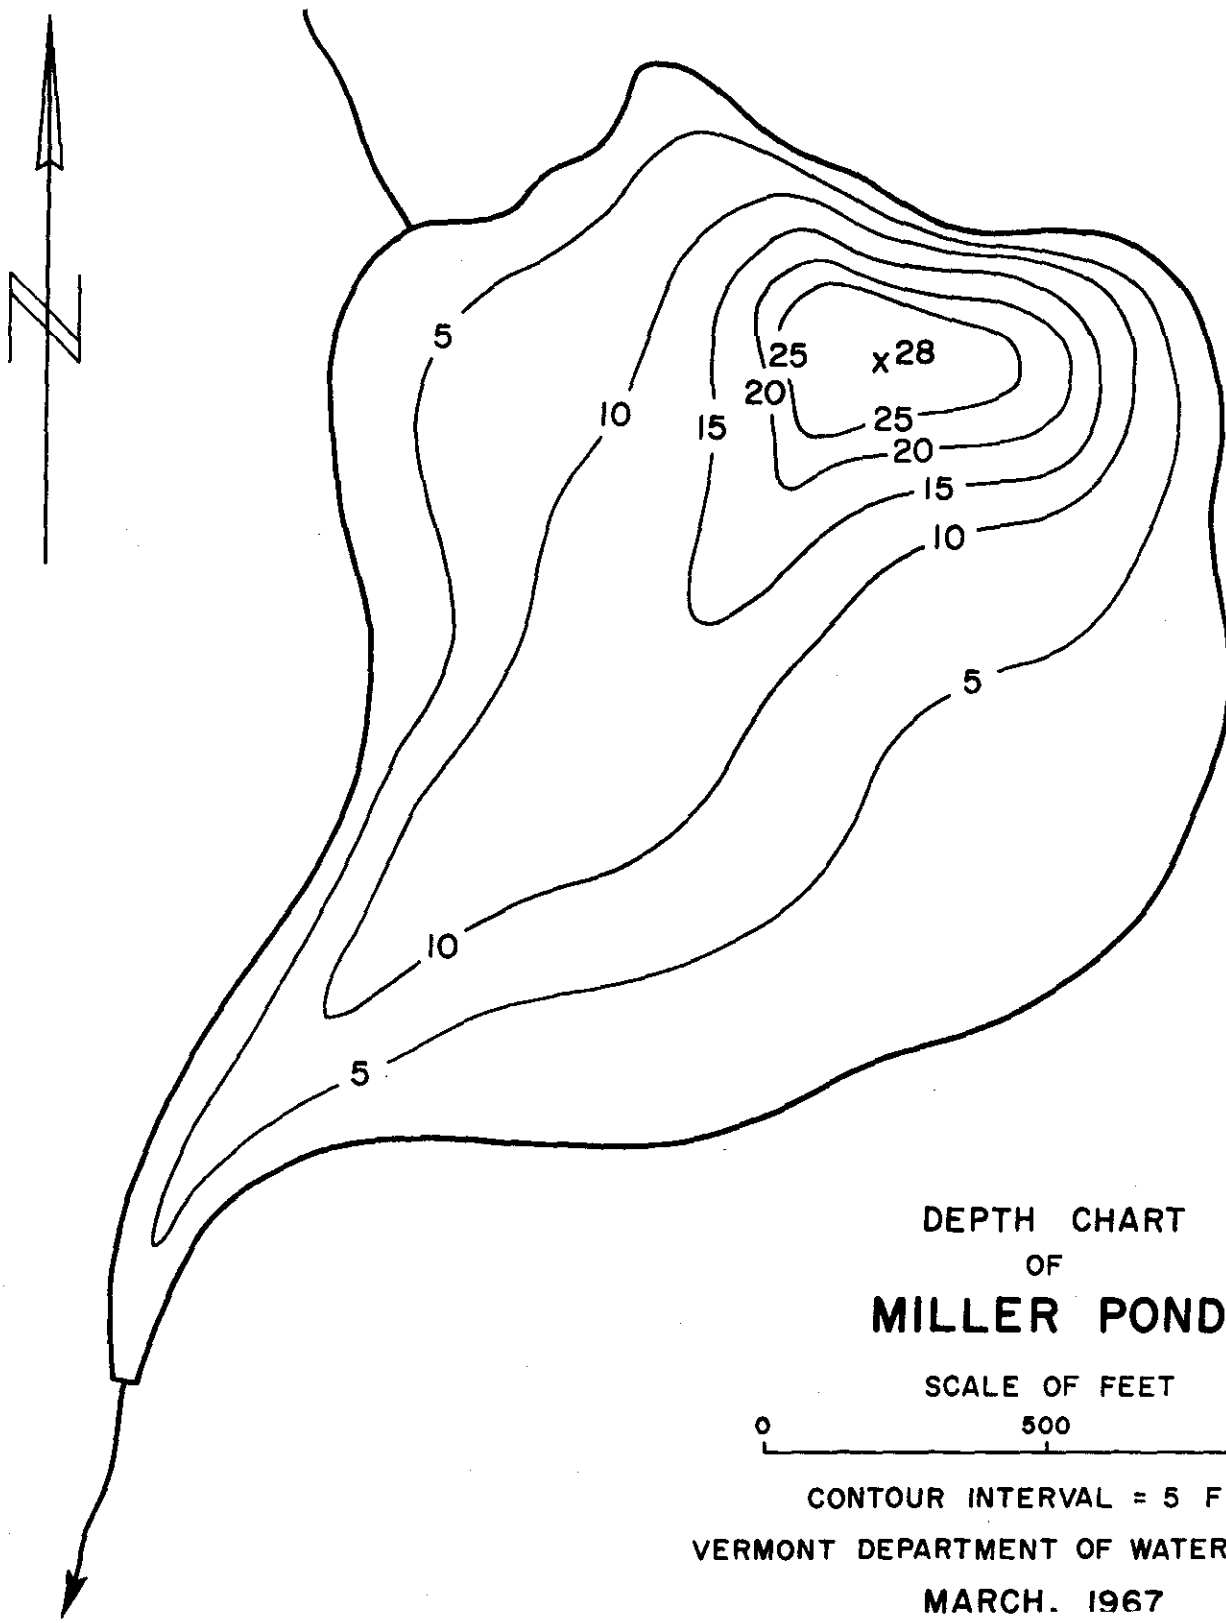 N
5
25
x 28
20
10
15
25
20
15
10
5
10
5
DEPTH CHART
OF
MILLER POND
SCALE OF FEET
0 500
CONTOUR INTERVAL = 5 F
VERMONT DEPARTMENT OF WATER
MARCH. 1967